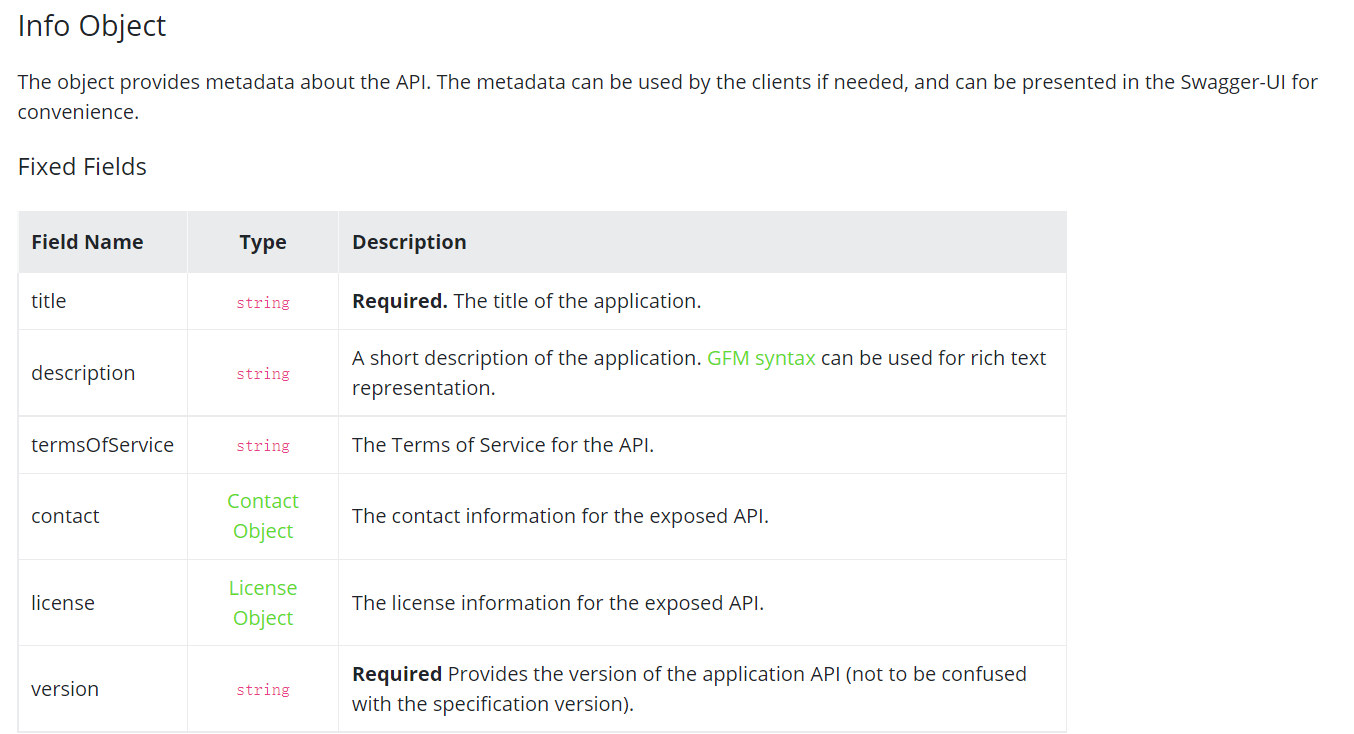 Info Object
The object provides metadata about the API. The metadata can be used by the clients if needed, and can be presented in the Swagger-UI for
convenience.
Fixed Fields
Field Name Type Description
title string Required. The title of the application.
description string A short description of the application. GFM syntax can be used for rich text
representation.
termsOfService string The Terms of Service for the API.
contact Contact Object The contact information for the exposed API.
license License Object The license information for the exposed API.
version string Required Provides the version of the application API (not to be confused
with the specification version).